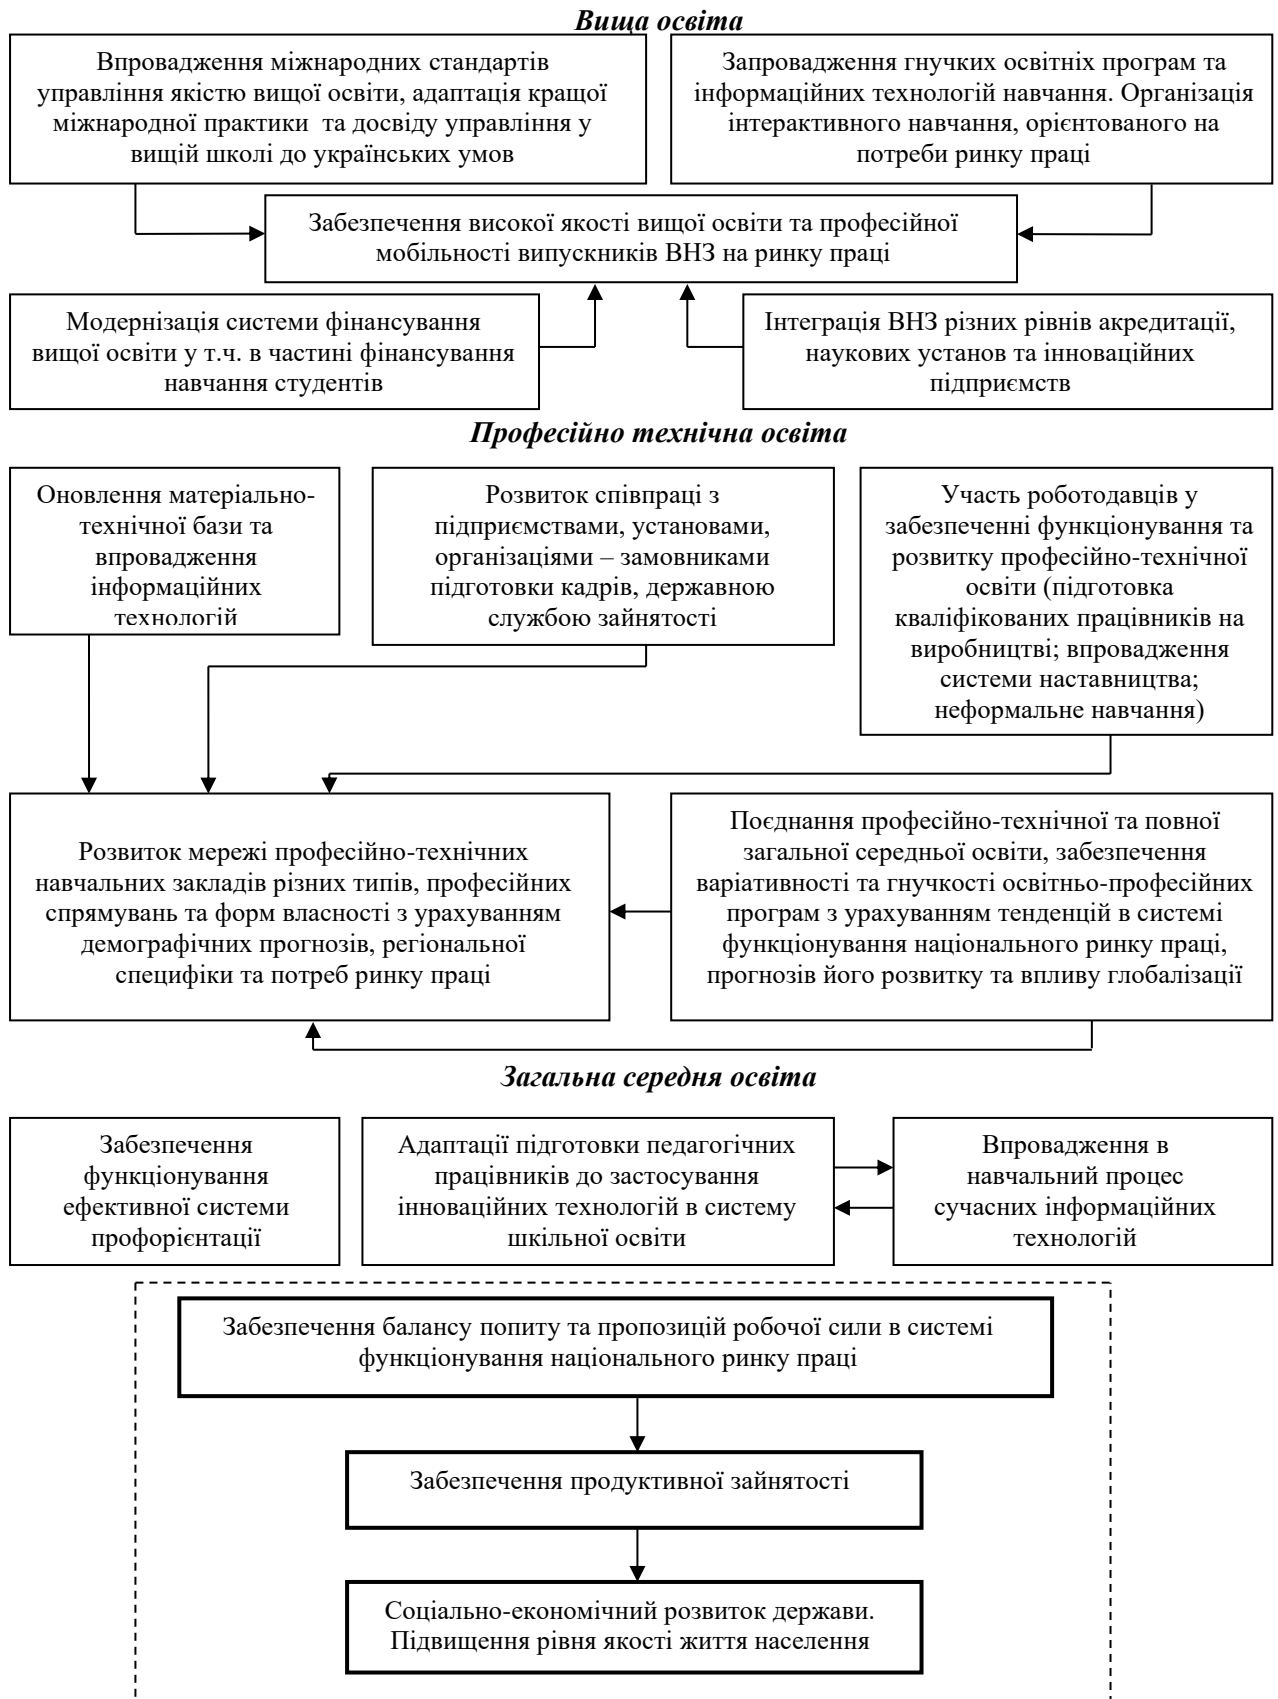 Вища освіта
Впровадження міжнародних стандартів
управління якістю вищої освіти, адаптація кращої
міжнародної практики та досвіду управління у
вищій школі до українських умов
Запровадження гнучких освітніх програм та
інформаційних технологій навчання. Організація
інтерактивного навчання, орієнтованого на
потреби ринку праці
Забезпечення високої якості вищої освіти та професійної
мобільності випускників ВНЗ на ринку праці
Модернізація системи фінансування
вищої освіти у т.ч. в частині фінансування
навчання студентів
Інтеграція ВНЗ різних рівнів акредитації,
наукових установ та інноваційних
підприємств
Професійно технічна освіта
Оновлення матеріально-
технічної бази та
впровадження
інформаційних
технологій
Розвиток співпраці з
підприємствами, установами,
організаціями – замовниками
підготовки кадрів, державною
службою зайнятості
Участь роботодавців у
забезпеченні функціонування та
розвитку професійно-технічної
освіти (підготовка
кваліфікованих працівників на
виробництві; впровадження
системи наставництва;
неформальне навчання)
Розвиток мережі професійно-технічних
навчальних закладів різних типів, професійних
спрямувань та форм власності з урахуванням
демографічних прогнозів, регіональної
специфіки та потреб ринку праці
Поєднання професійно-технічної та повної
загальної середньої освіти, забезпечення
варіативності та гнучкості освітньо-професійних
програм з урахуванням тенденцій в системі
функціонування національного ринку праці,
прогнозів його розвитку та впливу глобалізації
Загальна середня освіта
Забезпечення
функціонування
ефективної системи
профорієнтації
Адаптації підготовки педагогічних
працівників до застосування
інноваційних технологій в систему
шкільної освіти
Впровадження в
навчальний процес
сучасних інформаційних
технологій
Забезпечення балансу попиту та пропозицій робочої сили в системі
функціонування національного ринку праці
Забезпечення продуктивної зайнятості
Соціально-економічний розвиток держави.
Підвищення рівня якості життя населення